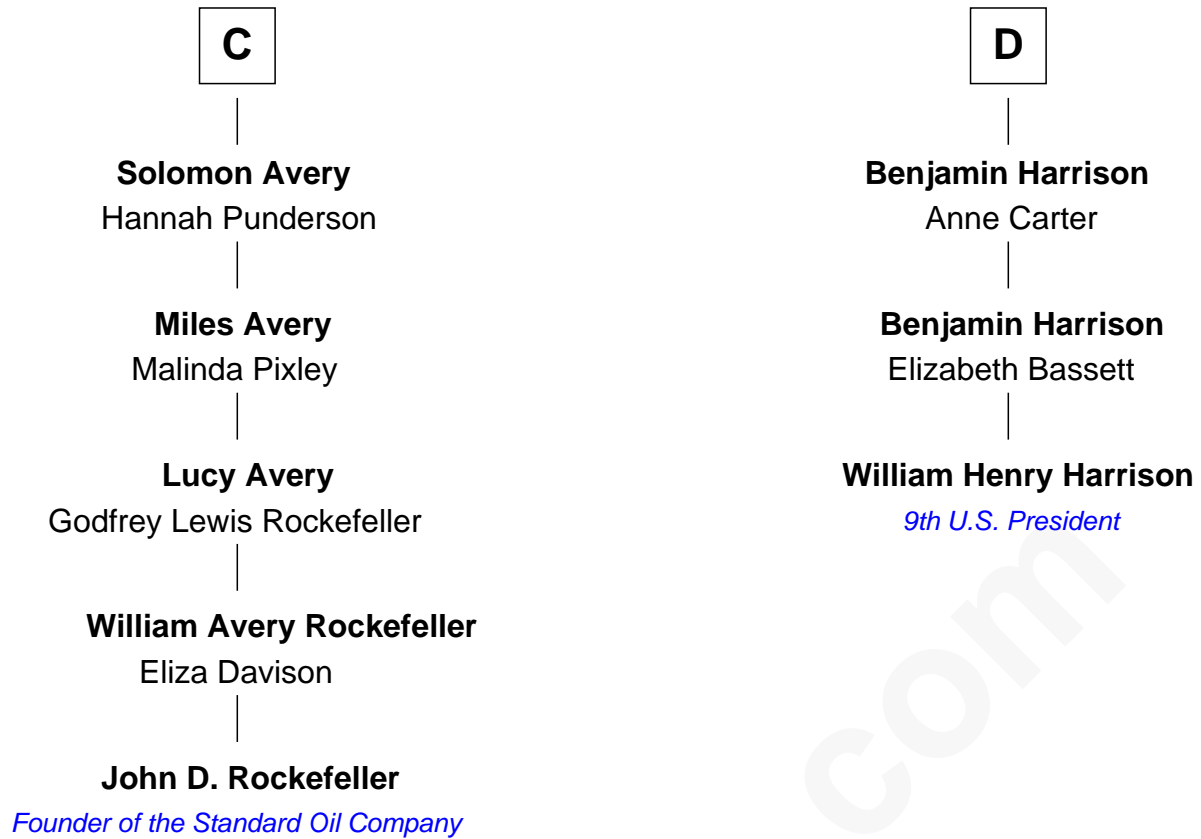 C
Solomon Avery
Hannah Punderson
Miles Avery
Malinda Pixley
Lucy Avery
Godfrey Lewis Rockefeller
William Avery Rockefeller
Eliza Davison
John D. Rockefeller
Founder of the Standard Oil Company
D
Benjamin Harrison
Anne Carter
Benjamin Harrison
Elizabeth Bassett
William Henry Harrison
9th U.S. President
com